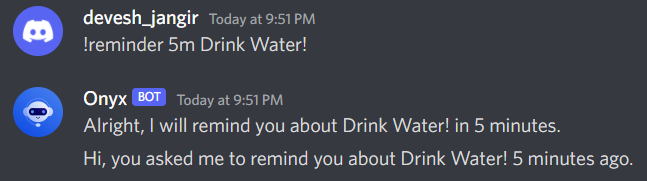 devesh_jangir Today at 9:51 PM
!reminder 5m Drink Water!
Onyx BOT Today at 9:51 PM
Alright, I will remind you about Drink Water! in 5 minutes.
Hi, you asked me to remind you about Drink Water! 5 minutes ago.